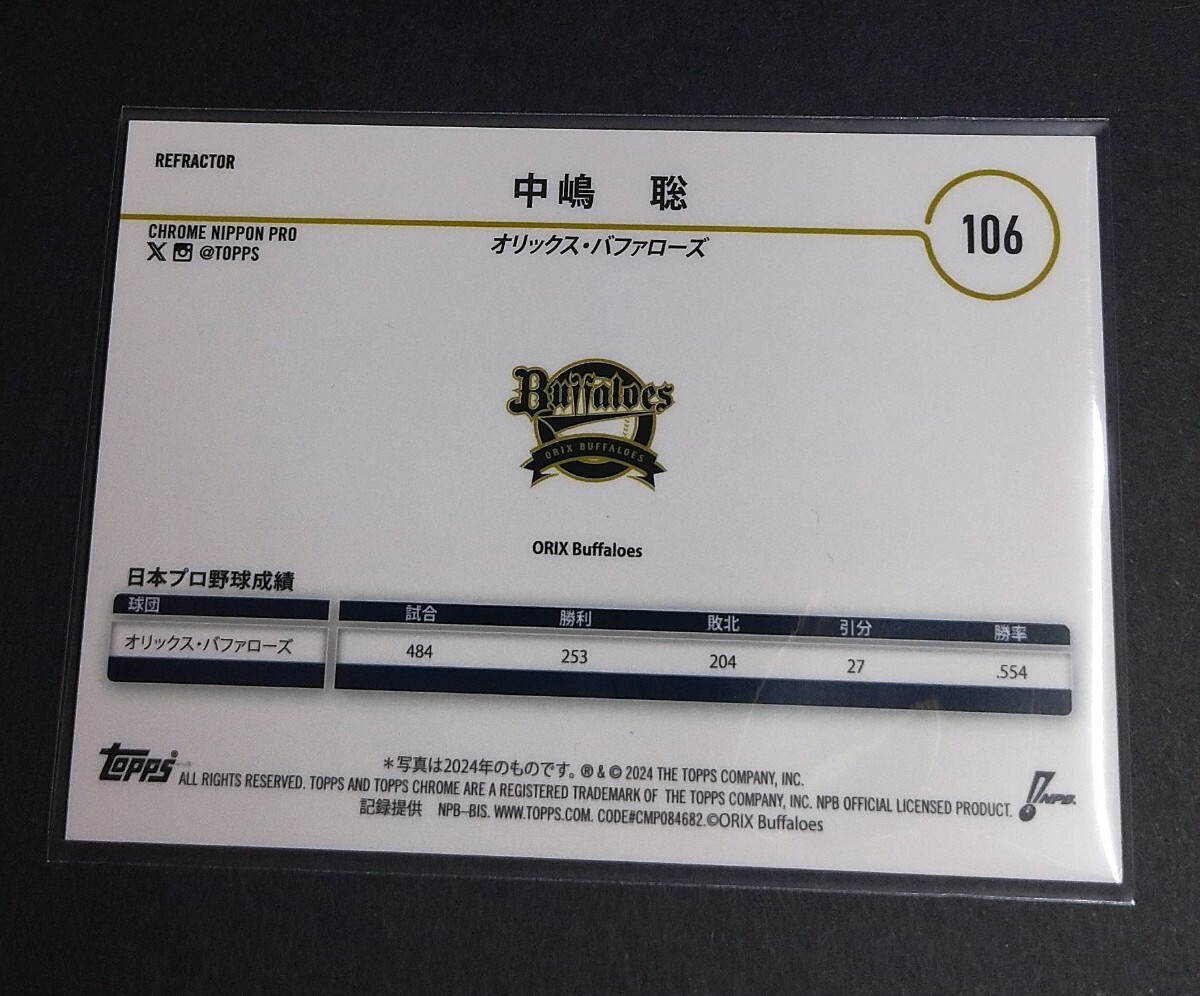 REFRACTOR
中嶋 聡
106
CHROME NIPPON PRO
@TOPPS
オリックス・バファローズ
Buffaloes
ORIX BUFFALOES
ORIX Buffaloes
日本プロ野球成績
球団 試合 勝利 敗北 引分 勝率
オリックス・バファローズ 484 253 204 27 .554
topps®
＊写真は2024年のものです。® & © 2024 THE TOPPS COMPANY, INC.
ALL RIGHTS RESERVED. TOPPS AND TOPPS CHROME ARE A REGISTERED TRADEMARK OF THE TOPPS COMPANY, INC. NPB OFFICIAL LICENSED PRODUCT.
記録提供 NPB–BIS. WWW.TOPPS.COM. CODE#CMP084682.©ORIX Buffaloes
NPB.